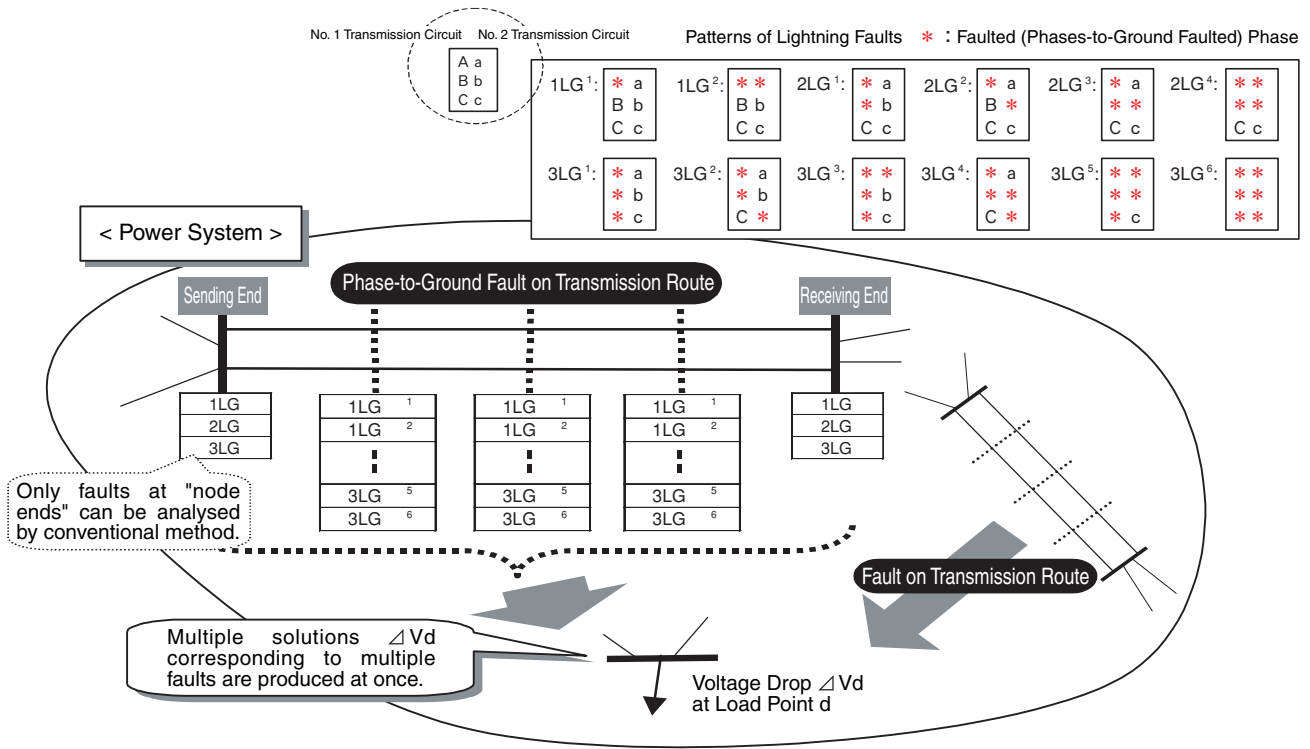 No. 1 Transmission Circuit No. 2 Transmission Circuit
A a
B b
C c
Patterns of Lightning Faults * : Faulted (Phases-to-Ground Faulted) Phase
1LG¹: * a
B b
C c
1LG²: * *
B b
C c
2LG¹: * a
* b
C c
2LG²: * a
B *
C c
2LG³: * a
* *
C c
2LG⁴: * *
* *
C c
3LG¹: * a
* b
* c
3LG²: * a
* b
C *
3LG³: * *
* b
* c
3LG⁴: * a
* *
C *
3LG⁵: * *
* *
* c
3LG⁶: * *
* *
* *
< Power System >
Sending End
Phase-to-Ground Fault on Transmission Route
Receiving End
1LG
2LG
3LG
1LG ¹
1LG ²
3LG ⁵
3LG ⁶
1LG ¹
1LG ²
3LG ⁵
3LG ⁶
1LG ¹
1LG ²
3LG ⁵
3LG ⁶
1LG
2LG
3LG
Only faults at "node
ends" can be analysed
by conventional method.
Fault on Transmission Route
Multiple solutions ⊿Vd
corresponding to multiple
faults are produced at once.
Voltage Drop ⊿Vd
at Load Point d